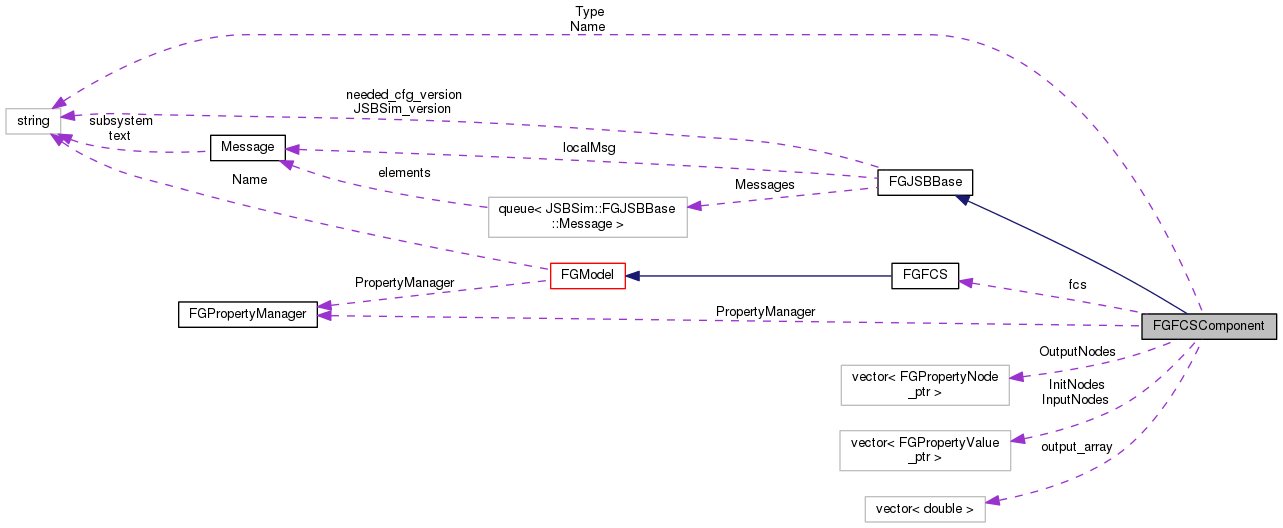 Type
Name
needed_cfg_version
JSBSim_version
string
subsystem
text
Message
localMsg
Name
elements
Messages
FGJSBBase
queue< JSBSim::FGJSBBase
::Message >
FGModel
FGFCS
PropertyManager
fcs
FGPropertyManager
PropertyManager
FGFCSComponent
OutputNodes
vector< FGPropertyNode
_ptr >
InitNodes
InputNodes
vector< FGPropertyValue
_ptr >
output_array
vector< double >